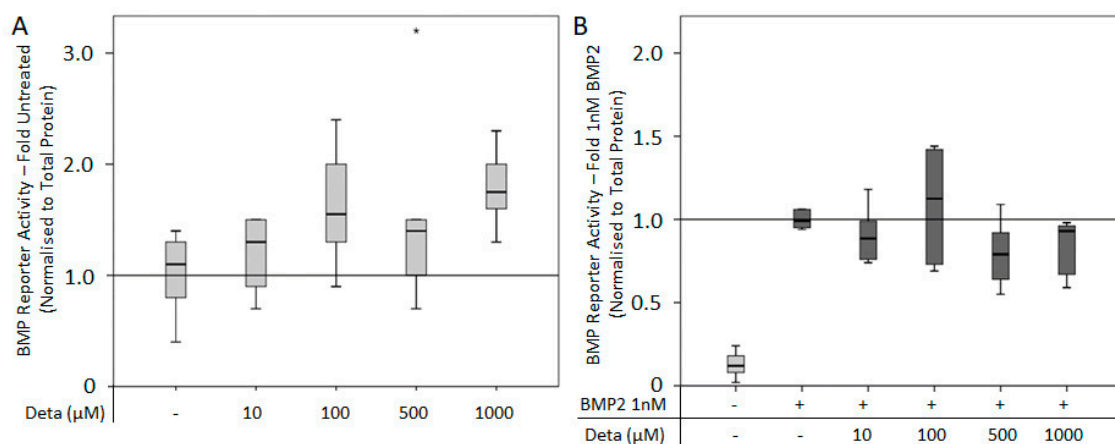 A
BMP Reporter Activity – Fold Untreated
(Normalised to Total Protein)
3.0
2.0
1.0
0
*
Deta (μM) - 10 100 500 1000
B
BMP Reporter Activity – Fold 1nM BMP2
(Normalised to Total Protein)
2.0
1.5
1.0
0.5
0
BMP2 1nM - + + + + +
Deta (μM) - - 10 100 500 1000